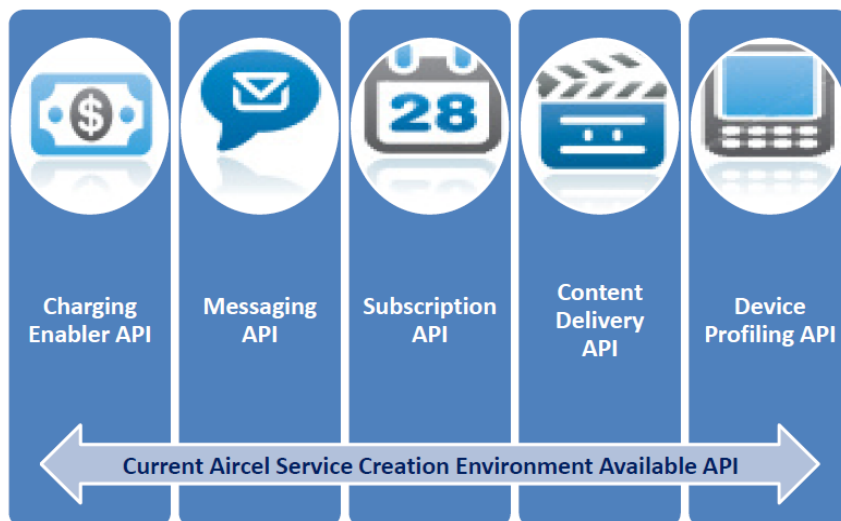 $
28
Charging
Enabler API
Messaging
API
Subscription
API
Content
Delivery
API
Device
Profiling API
Current Aircel Service Creation Environment Available API